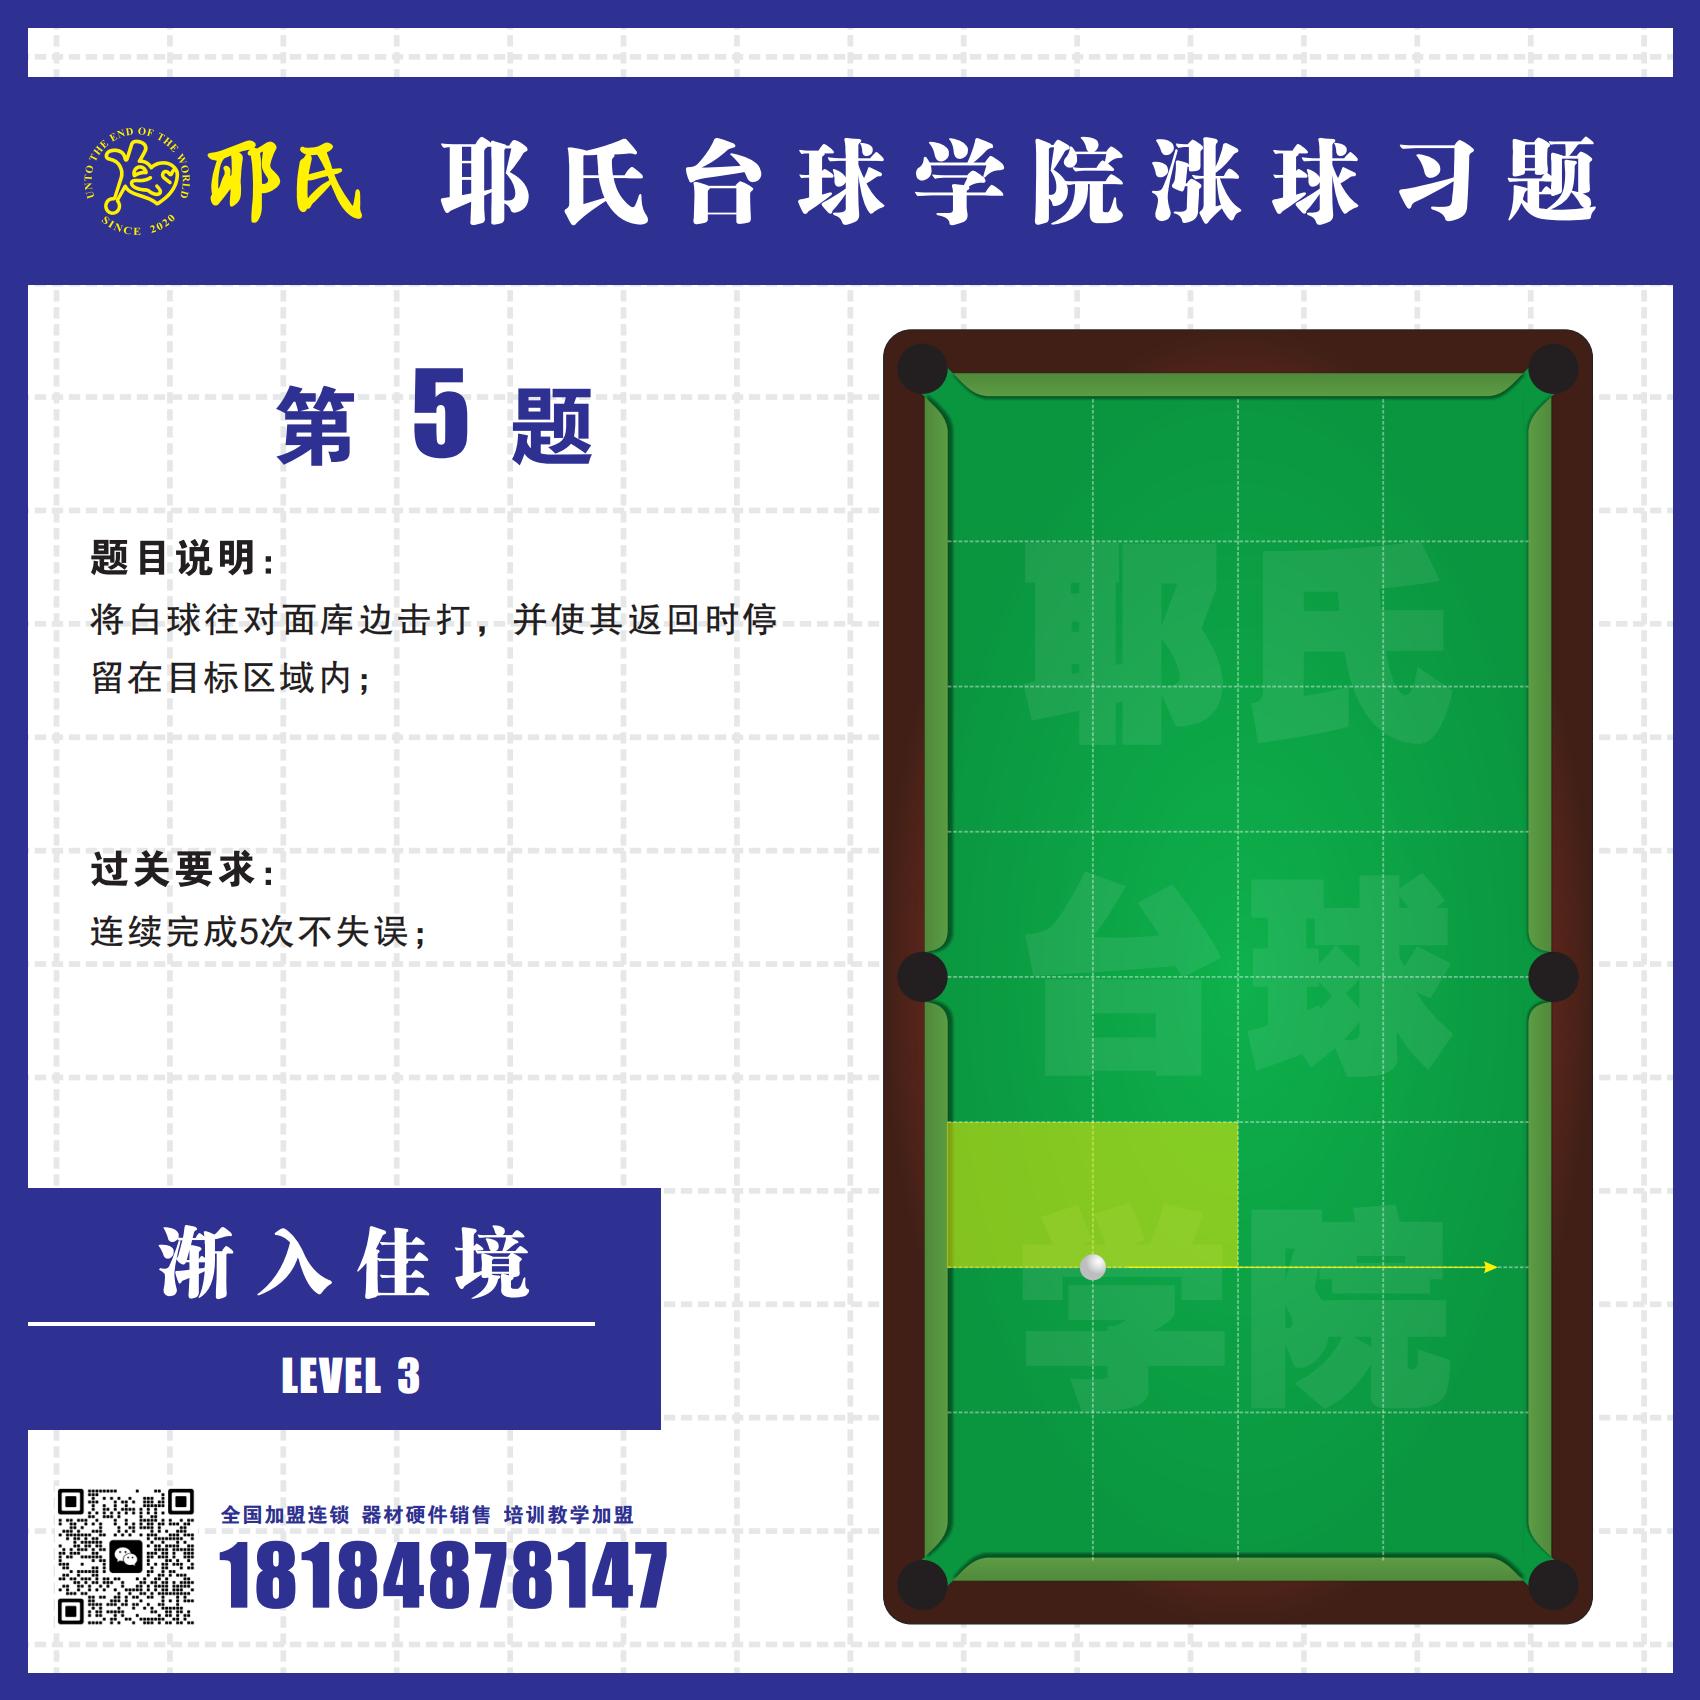 UNTO THE END OF THE WORLD
SINCE 2020
耶氏
耶氏台球学院涨球习题
第 5 题
题目说明：
将白球往对面库边击打，并使其返回时停
留在目标区域内；
过关要求：
连续完成5次不失误；
耶氏
台球
学院
渐入佳境
LEVEL 3
全国加盟连锁 器材硬件销售 培训教学加盟
18184878147